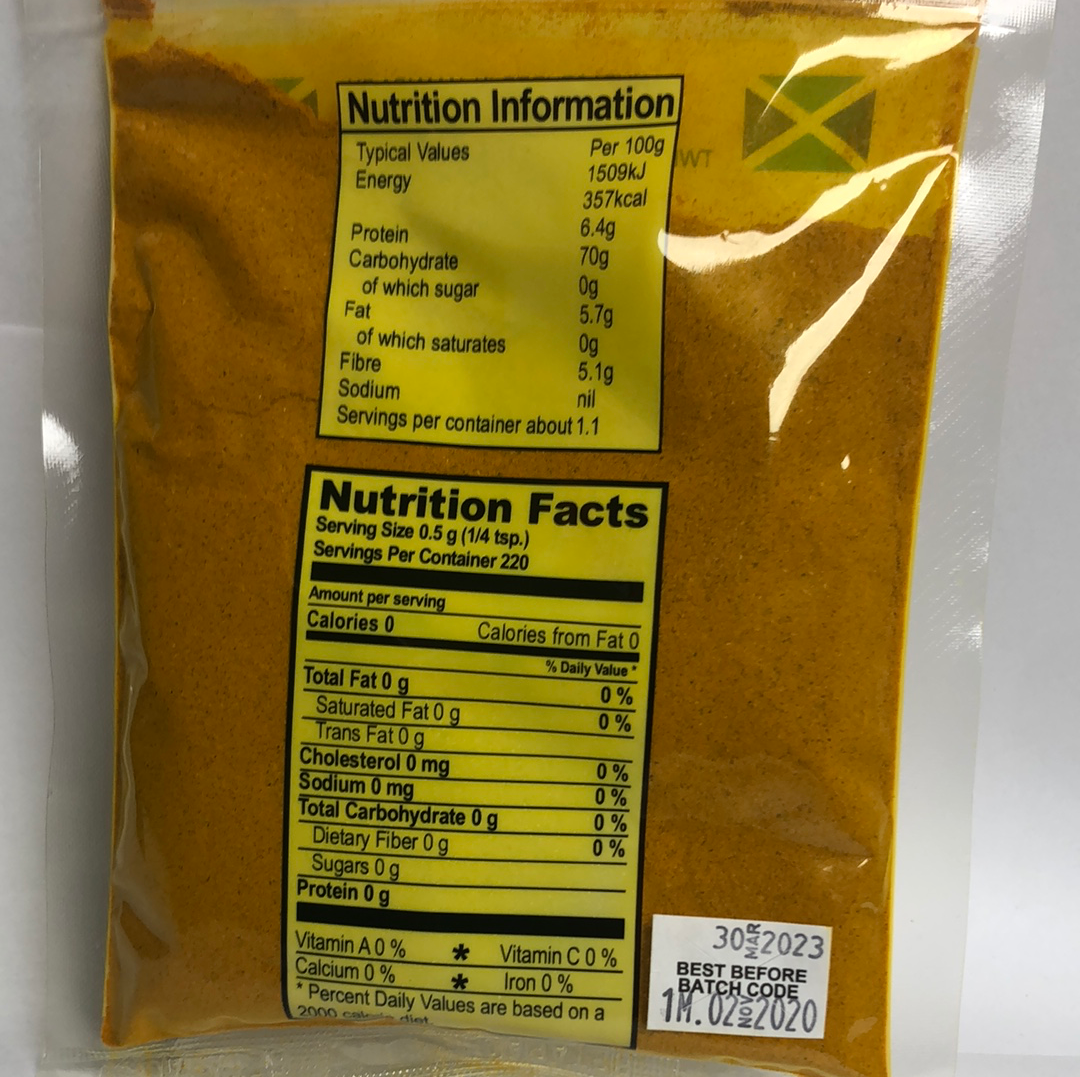 Nutrition Information
Typical Values Per 100g
Energy 1509kJ
357kcal
Protein 6.4g
Carbohydrate 70g
of which sugar 0g
Fat 5.7g
of which saturates 0g
Fibre 5.1g
Sodium nil
Servings per container about 1.1
Nutrition Facts
Serving Size 0.5 g (1/4 tsp.)
Servings Per Container 220
Amount per serving
Calories 0 Calories from Fat 0
% Daily Value *
Total Fat 0 g 0 %
Saturated Fat 0 g 0 %
Trans Fat 0 g
Cholesterol 0 mg 0 %
Sodium 0 mg 0 %
Total Carbohydrate 0 g 0 %
Dietary Fiber 0 g 0 %
Sugars 0 g
Protein 0 g
Vitamin A 0 % * Vitamin C 0 %
Calcium 0 % * Iron 0 %
* Percent Daily Values are based on a
2000 calorie diet
30 MAR 2023
BEST BEFORE
BATCH CODE
1M.02 NOV 2020